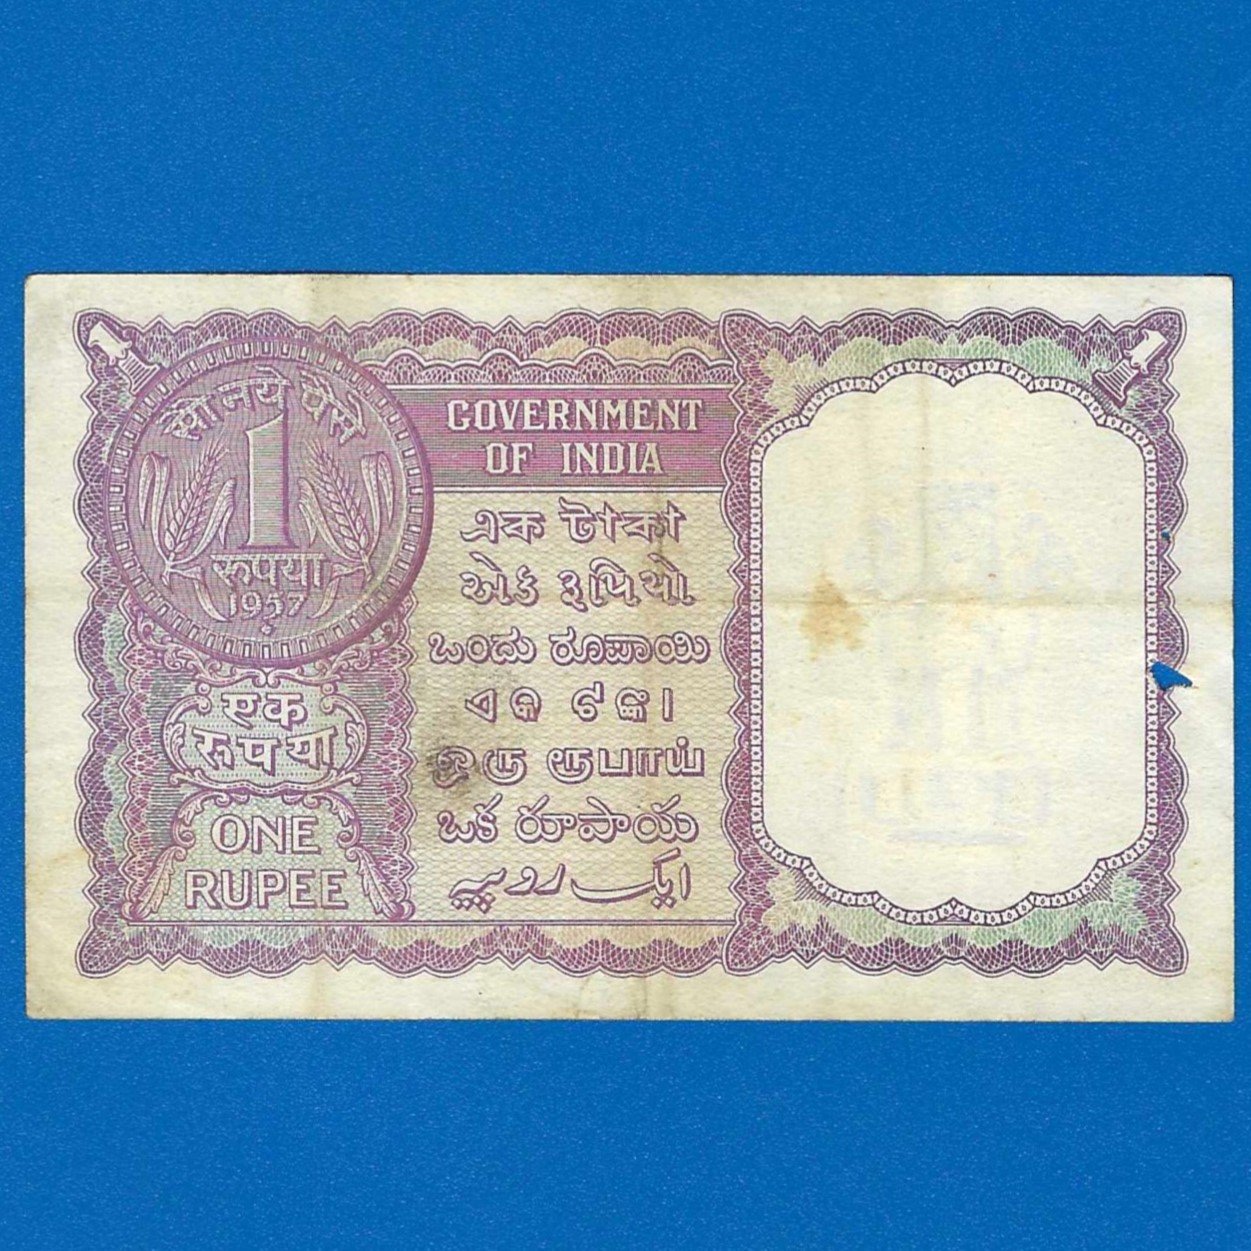 सौ नये पैसे
1
रुपया
1957
एक
रुपया
ONE
RUPEE
GOVERNMENT
OF INDIA
এক টাকা
એક રૂપિયો
ಒಂದು ರೂಪಾಯಿ
ଏକ ଟଙ୍କା
ஒரு ரூபாய்
ఒక రూపాయ
ایک روپیہ